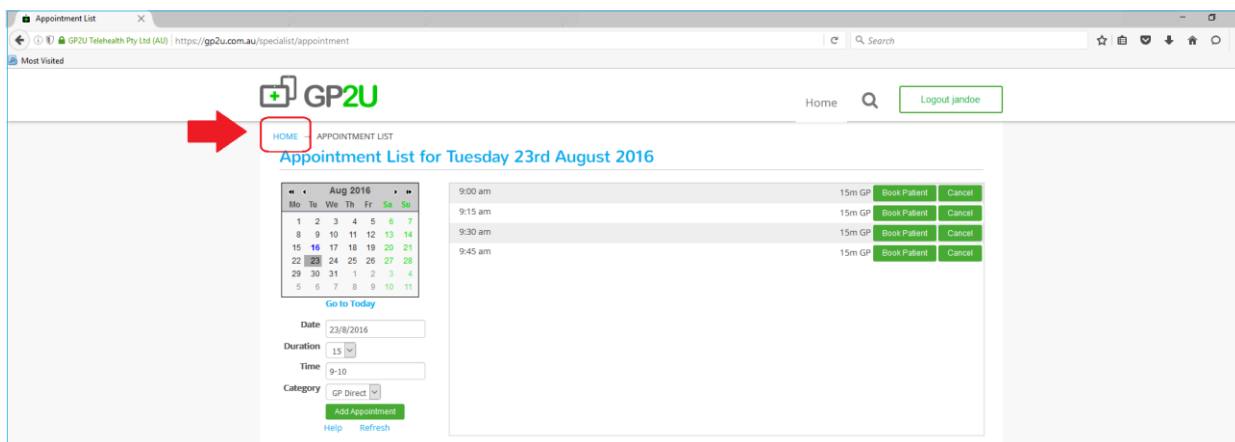 Appointment List
GP2U Telehealth Pty Ltd (AU) https://gp2u.com.au/specialist/appointment
Search
Most Visited
GP2U
Home
Logout jandoe
HOME → APPOINTMENT LIST
Appointment List for Tuesday 23rd August 2016
Aug 2016
Mo Tu We Th Fr Sa Su
1 2 3 4 5 6 7
8 9 10 11 12 13 14
15 16 17 18 19 20 21
22 23 24 25 26 27 28
29 30 31 1 2 3 4
5 6 7 8 9 10 11
Go to Today
Date 23/8/2016
Duration 15
Time 9-10
Category GP Direct
Add Appointment
Help Refresh
9:00 am 15m GP Book Patient Cancel
9:15 am 15m GP Book Patient Cancel
9:30 am 15m GP Book Patient Cancel
9:45 am 15m GP Book Patient Cancel